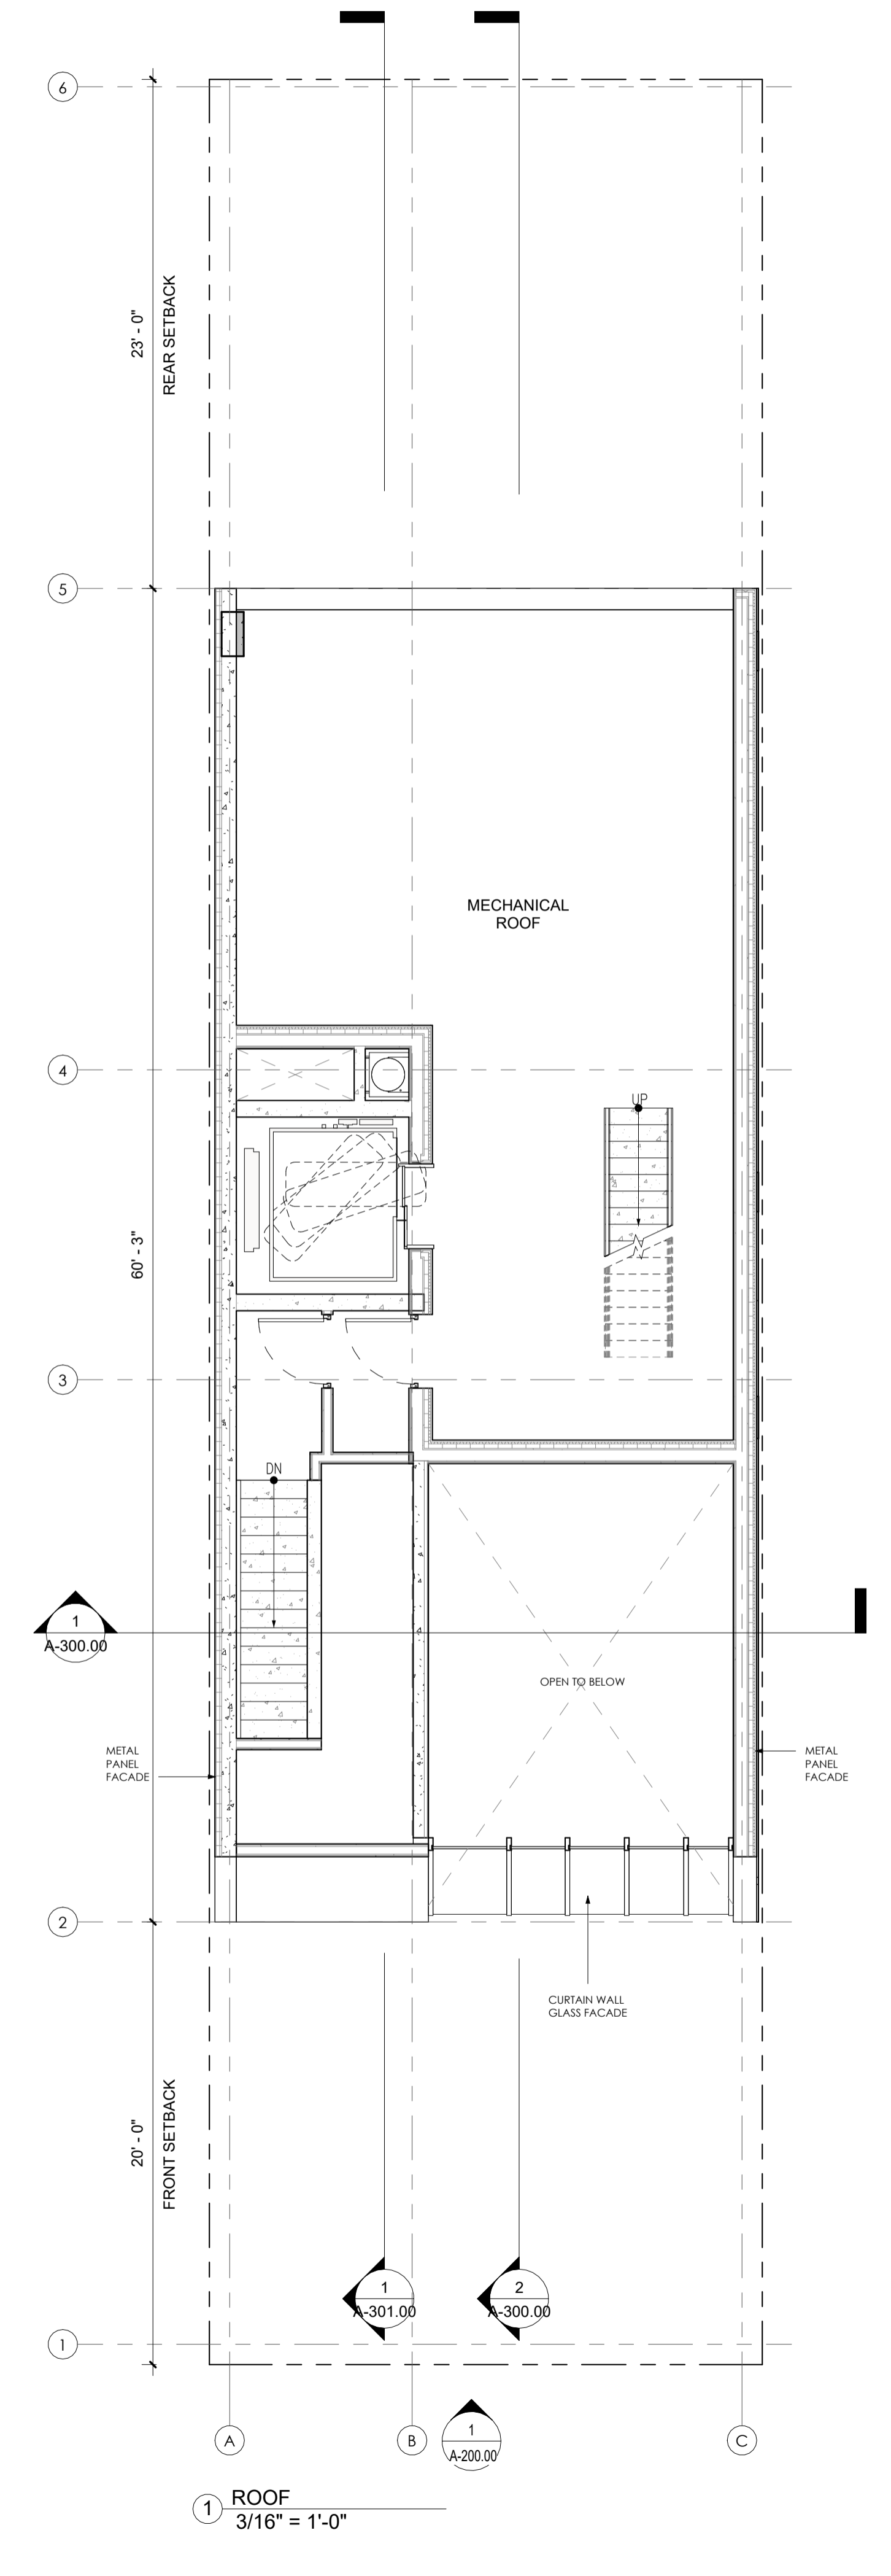 6
23' - 0"
REAR SETBACK
5
MECHANICAL
ROOF
4
UP
60' - 3"
3
DN
1
A-300.00
OPEN TO BELOW
METAL
PANEL
FACADE
METAL
PANEL
FACADE
2
CURTAIN WALL
GLASS FACADE
20' - 0"
FRONT SETBACK
1
A-301.00
2
A-300.00
1
A
B
C
1
A-200.00
1
ROOF
3/16" = 1'-0"